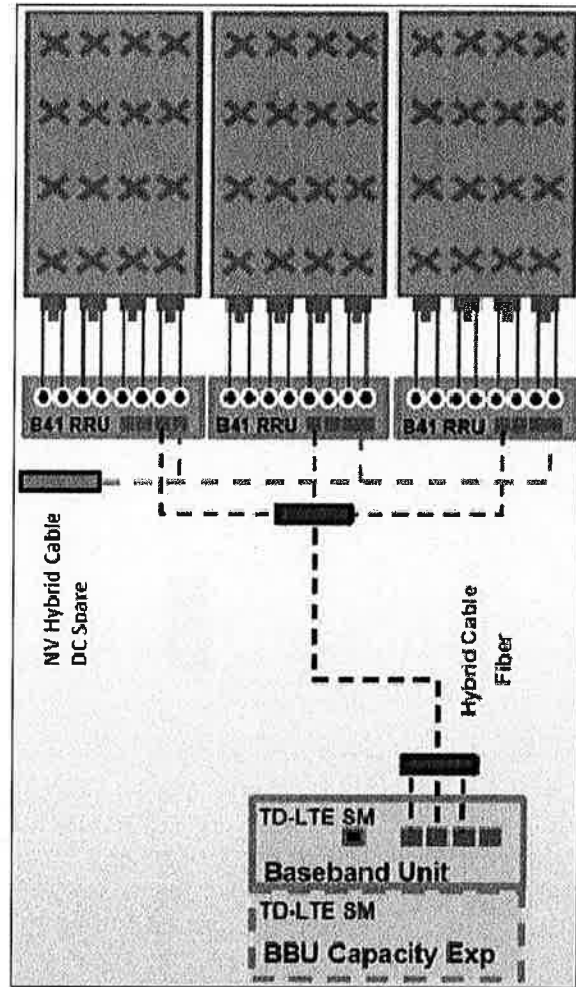 B41 RRU
B41 RRU
B41 RRU
NV Hybrid Cable
DC Spare
Hybrid Cable
Fiber
TD-LTE SM
Baseband Unit
TD-LTE SM
BBU Capacity Exp